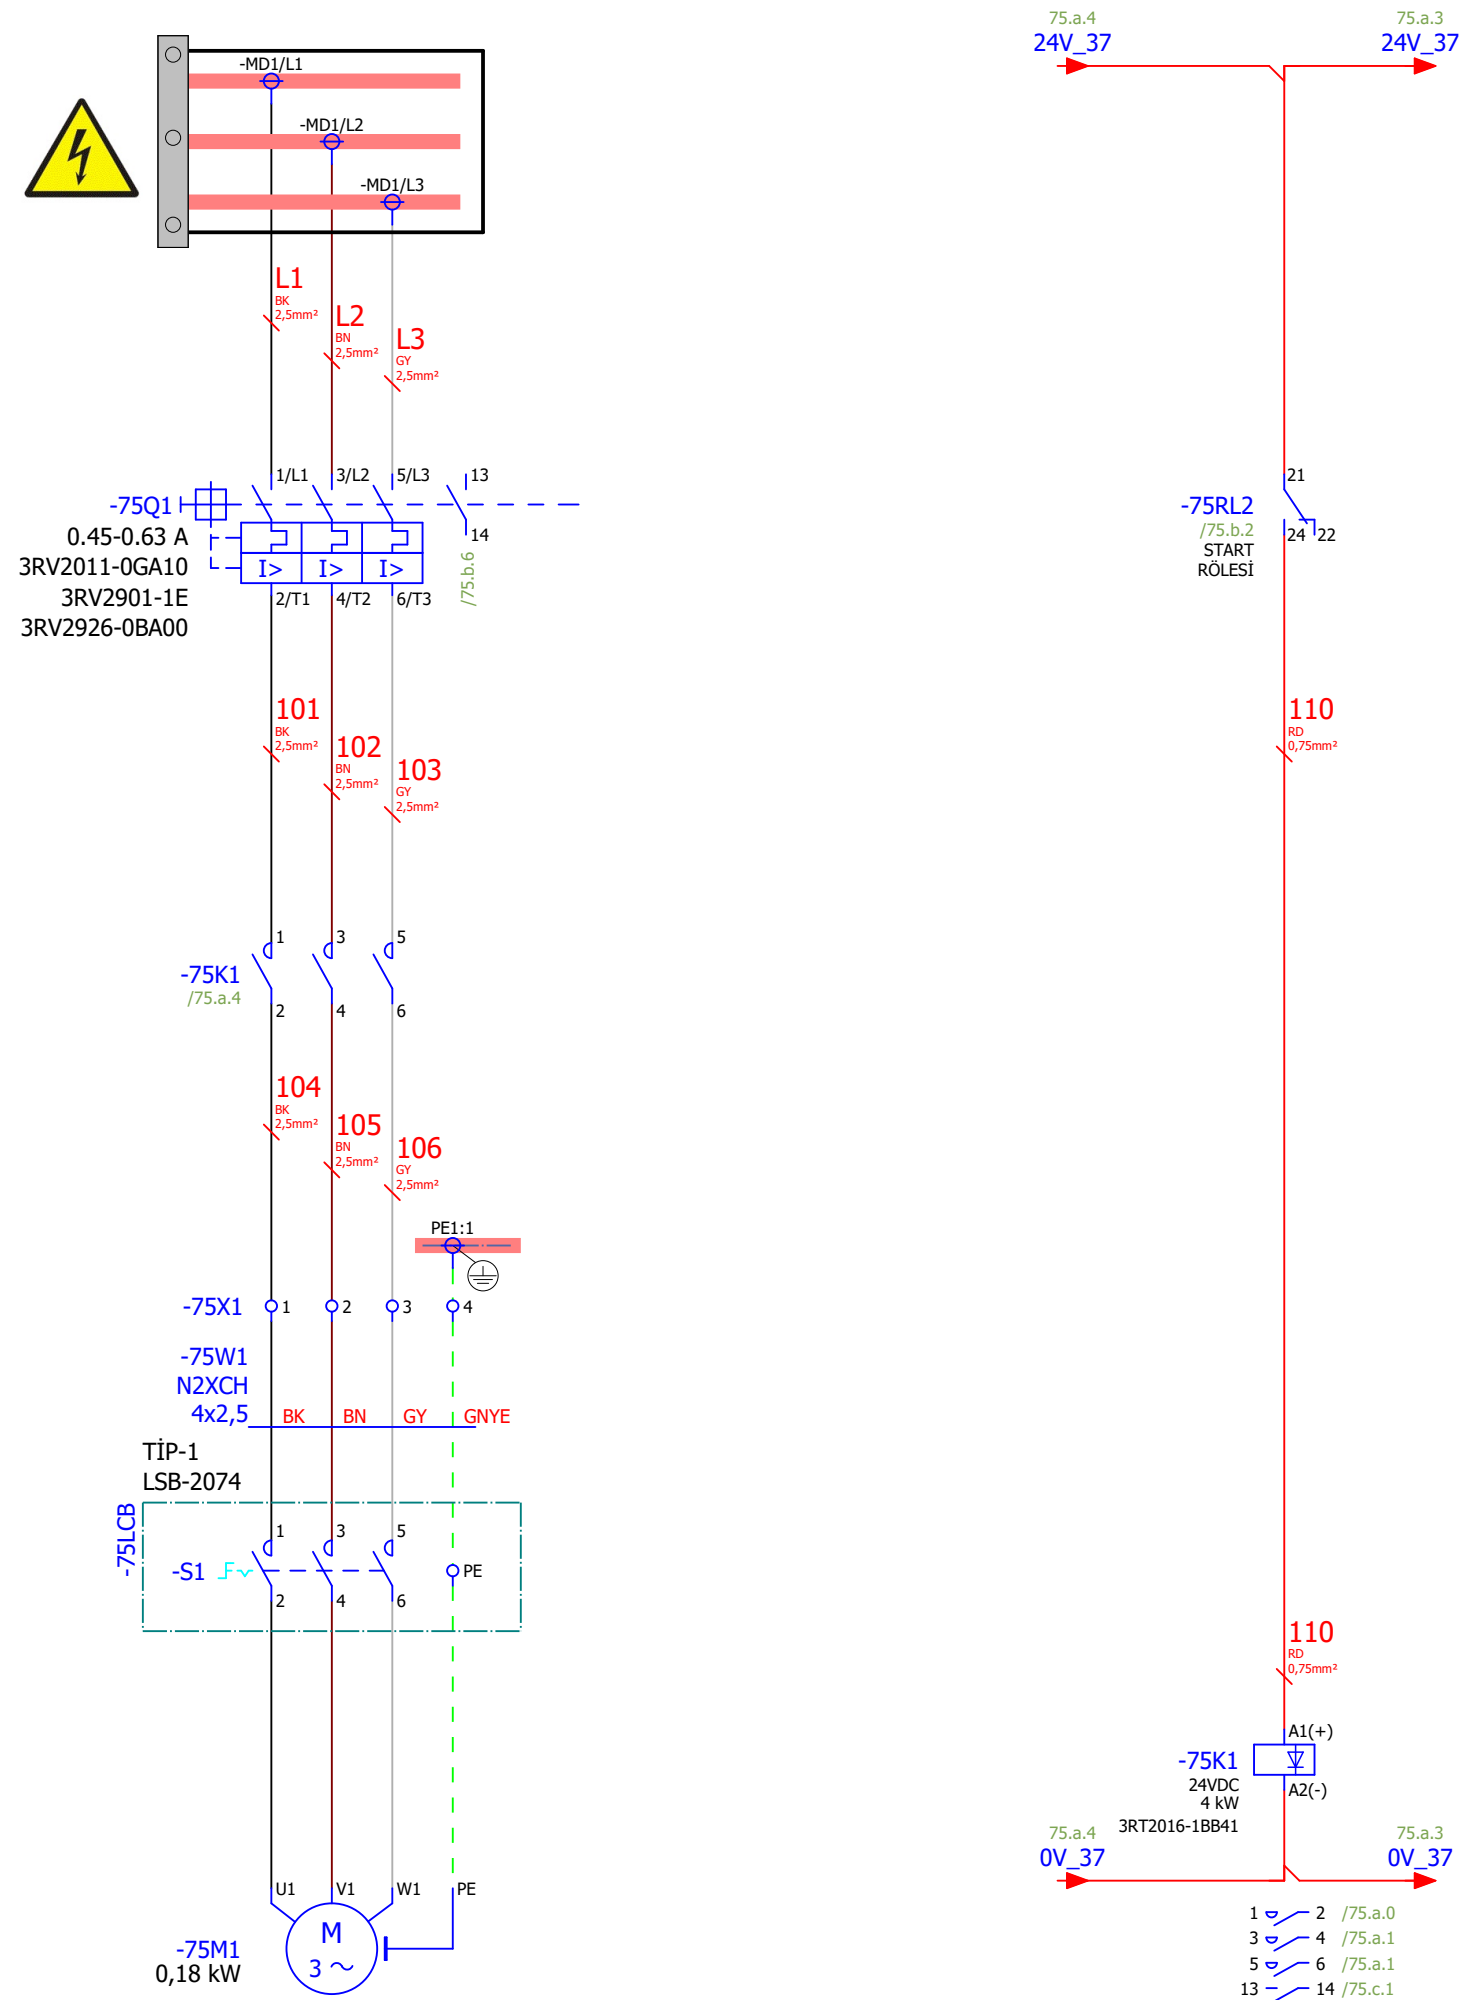 -MD1/L1
-MD1/L2
-MD1/L3
L1
BK
2,5mm²
L2
BN
2,5mm²
L3
GY
2,5mm²
-75Q1
0.45-0.63 A
3RV2011-0GA10
3RV2901-1E
3RV2926-0BA00
1/L1
3/L2
5/L3
13
14
I>
I>
I>
2/T1
4/T2
6/T3
/75.b.6
101
BK
2,5mm²
102
BN
2,5mm²
103
GY
2,5mm²
-75K1
/75.a.4
1
3
5
2
4
6
104
BK
2,5mm²
105
BN
2,5mm²
106
GY
2,5mm²
PE1:1
-75X1
1
2
3
4
-75W1
N2XCH
4x2,5
BK
BN
GY
GNYE
TİP-1
LSB-2074
-75LCB
-S1
1
3
5
PE
2
4
6
U1
V1
W1
PE
M
3
-75M1
0,18 kW
75.a.4
24V_37
75.a.3
24V_37
21
-75RL2
/75.b.2
START
RÖLESİ
24
22
110
RD
0,75mm²
110
RD
0,75mm²
A1(+)
-75K1
24VDC
4 kW
3RT2016-1BB41
A2(-)
75.a.4
0V_37
75.a.3
0V_37
1 2 /75.a.0
3 4 /75.a.1
5 6 /75.a.1
13 14 /75.c.1